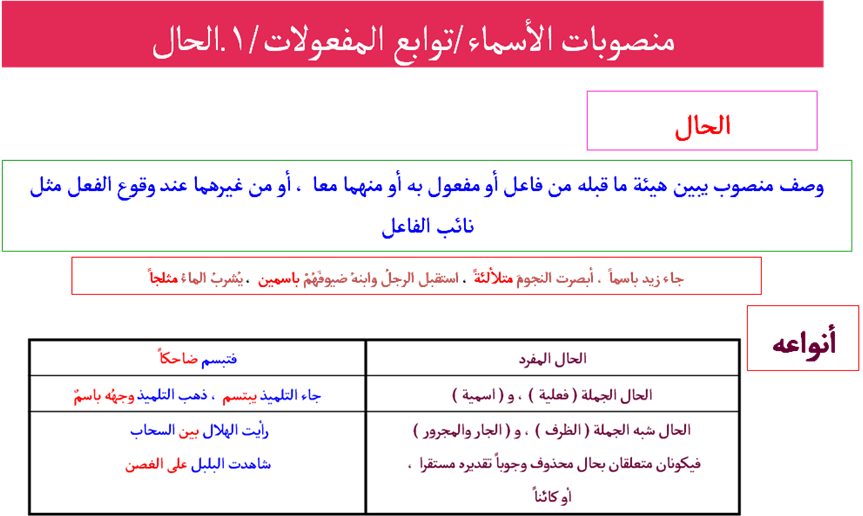 منصوبات الأسماء/توابع المفعولات/١.الحال
الحال
وصف منصوب يبين هيئة ما قبله من فاعل أو مفعول به أو منهما معا ، أو من غيرهما عند وقوع الفعل مثل
نائب الفاعل
جاء زيد باسماً ، أبصرت النجومَ متلألئةً ، استقبل الرجلُ وابنهُ ضيوفَهُمْ باسمين ، يُشربُ الماءُ مثلجاً
أنواعه
الحال المفرد
فتبسم ضاحكاً
الحال الجملة ( فعلية ) ، و ( اسمية )
جاء التلميذ يبتسم ، ذهب التلميذ وجهُه باسمٌ
الحال شبه الجملة ( الظرف ) ، و ( الجار والمجرور )
فيكونان متعلقان بحال محذوف وجوباً تقديره مستقرا ،
أو كائناً
رأيت الهلال بين السحاب
شاهدت البلبل على الغصن